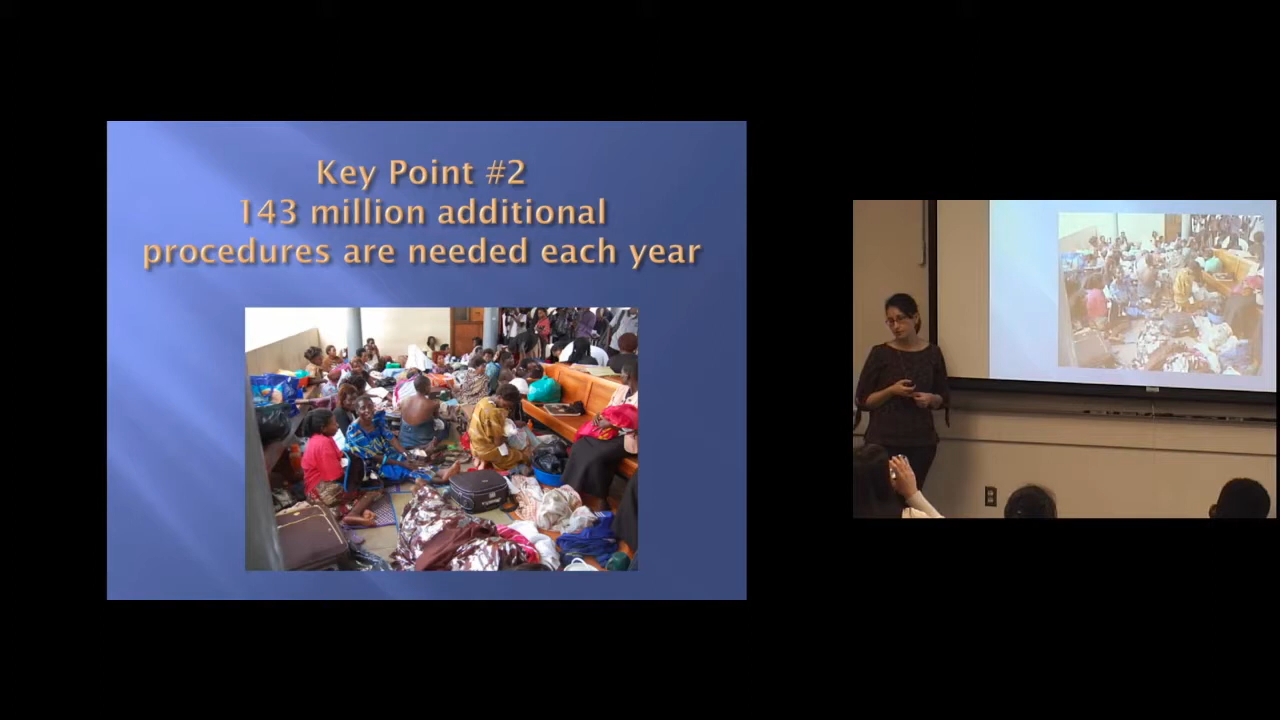 Key Point #2
143 million additional
procedures are needed each year